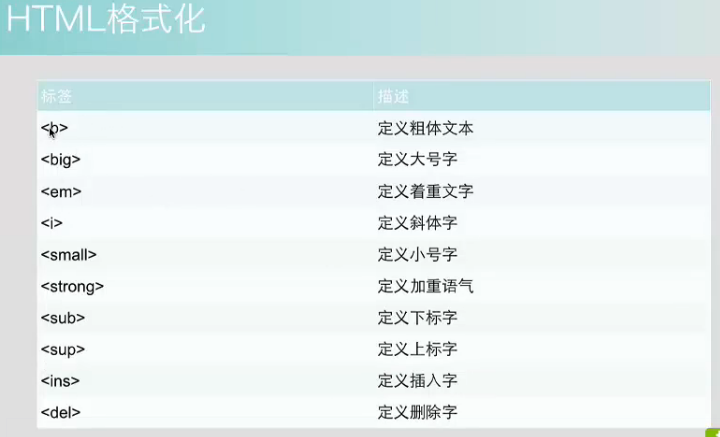 HTML格式化
标签 描述
<b> 定义粗体文本
<big> 定义大号字
<em> 定义着重文字
<i> 定义斜体字
<small> 定义小号字
<strong> 定义加重语气
<sub> 定义下标字
<sup> 定义上标字
<ins> 定义插入字
<del> 定义删除字